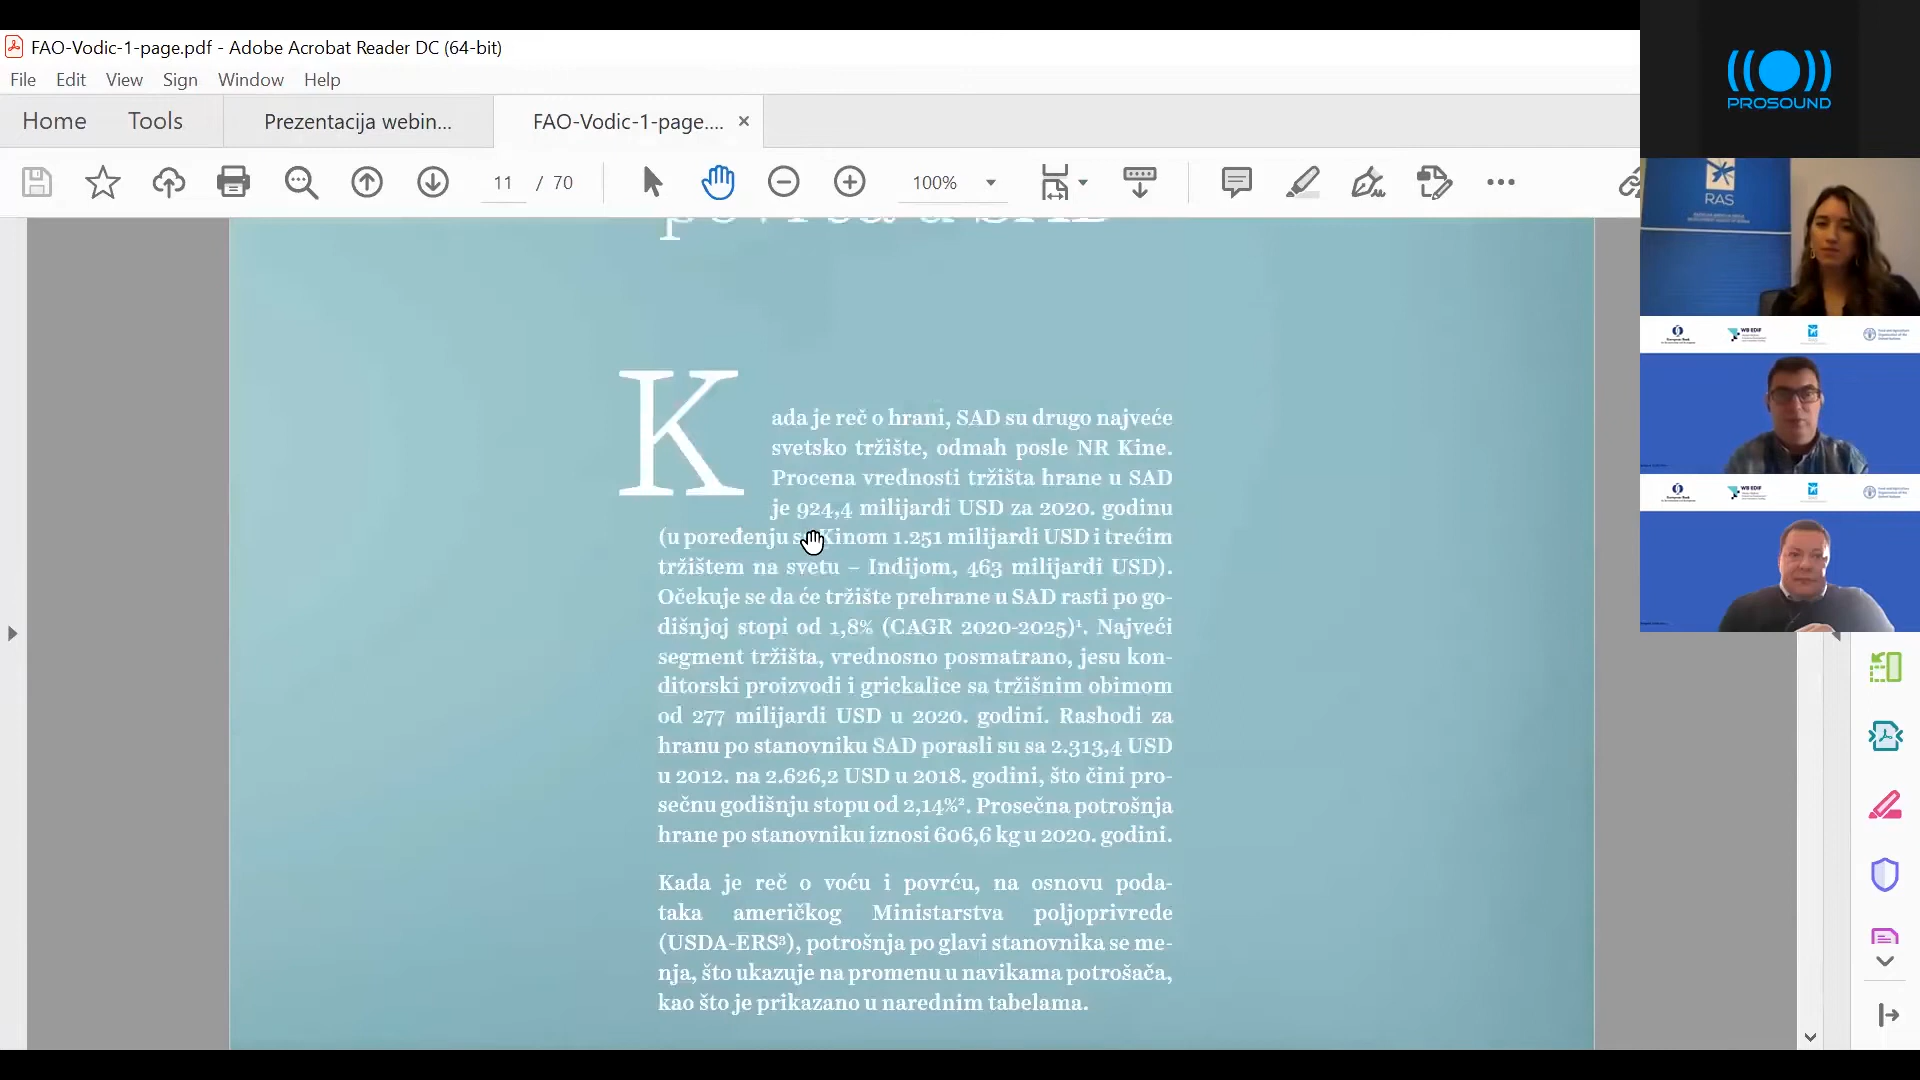 FAO-Vodic-1-page.pdf - Adobe Acrobat Reader DC (64-bit)
File Edit View Sign Window Help
Home Tools Prezentacija webin... FAO-Vodic-1-page....
11 / 70 100%
povrća u SAD
Kada je reč o hrani, SAD su drugo najveće
svetsko tržište, odmah posle NR Kine.
Procena vrednosti tržišta hrane u SAD
je 924,4 milijardi USD za 2020. godinu
(u poređenju Kinom 1.251 milijardi USD i trećim
tržištem na svetu – Indijom, 463 milijardi USD).
Očekuje se da će tržište prehrane u SAD rasti po go-
dišnjoj stopi od 1,8% (CAGR 2020-2025)¹. Najveći
segment tržišta, vrednosno posmatrano, jesu kon-
ditorski proizvodi i grickalice sa tržišnim obimom
od 277 milijardi USD u 2020. godini. Rashodi za
hranu po stanovniku SAD porasli su sa 2.313,4 USD
u 2012. na 2.626,2 USD u 2018. godini, što čini pro-
sečnu godišnju stopu od 2,14%². Prosečna potrošnja
hrane po stanovniku iznosi 606,6 kg u 2020. godini.
Kada je reč o voću i povrću, na osnovu poda-
taka američkog Ministarstva poljoprivrede
(USDA-ERS³), potrošnja po glavi stanovnika se me-
nja, što ukazuje na promenu u navikama potrošača,
kao što je prikazano u narednim tabelama.
PROSOUND
RAS
WB EDIF
WB EDIF